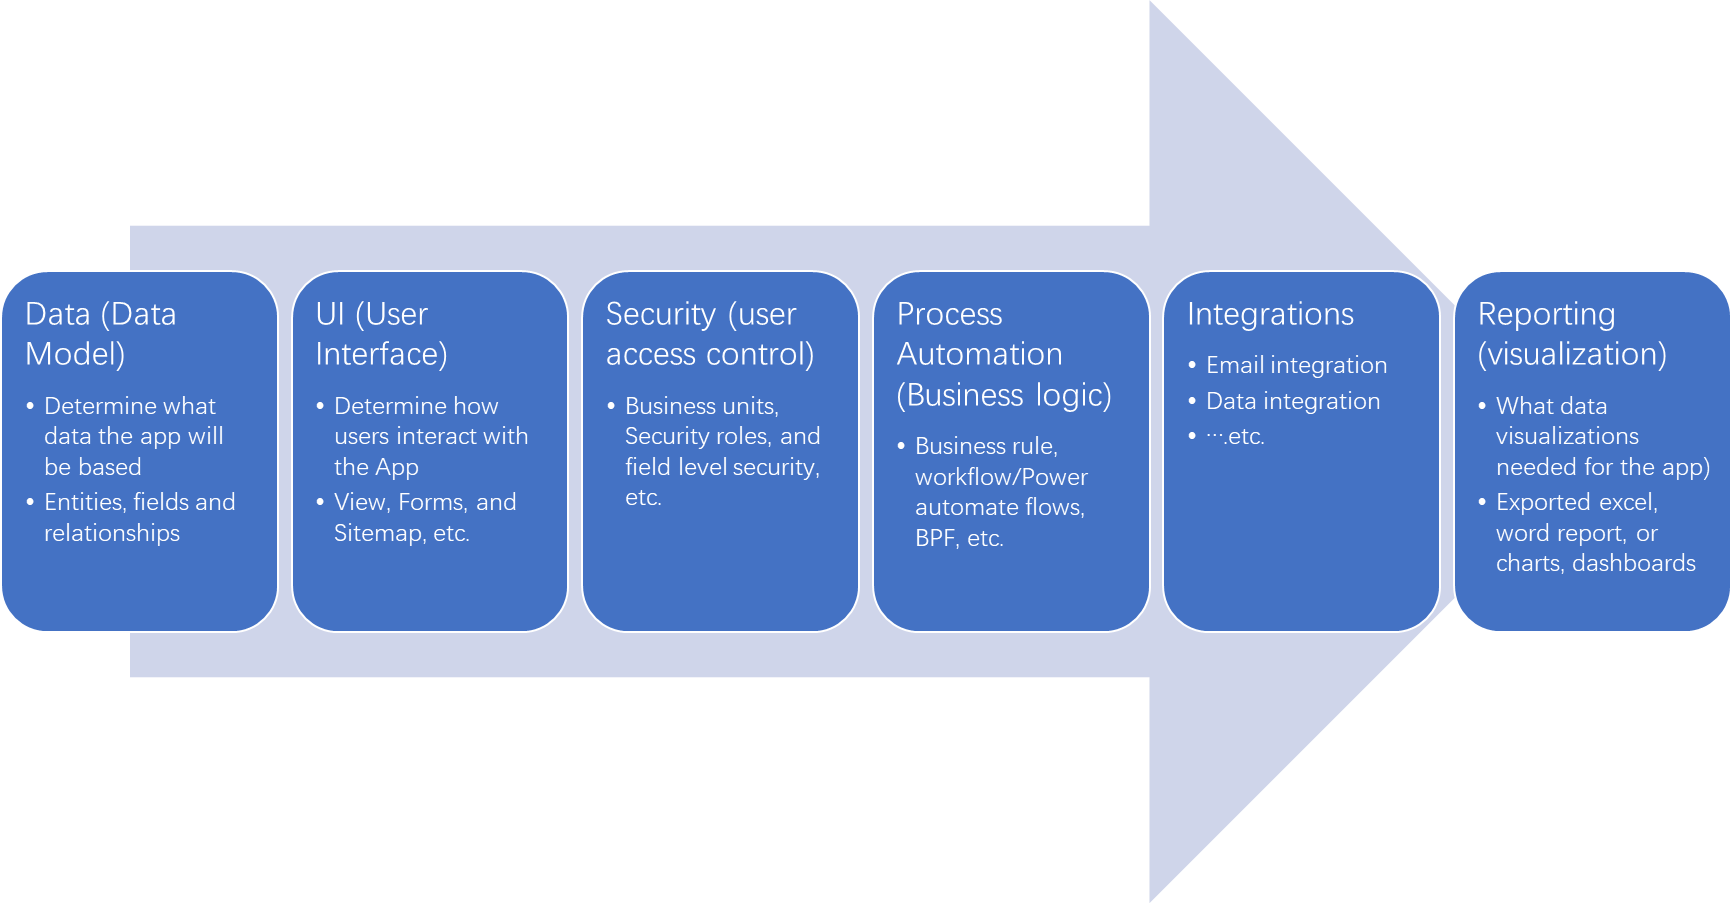 Data (Data
Model)
• Determine what
data the app will
be based
• Entities, fields and
relationships
UI (User
Interface)
• Determine how
users interact with
the App
• View, Forms, and
Sitemap, etc.
Security (user
access control)
• Business units,
Security roles, and
field level security,
etc.
Process
Automation
(Business logic)
• Business rule,
workflow/Power
automate flows,
BPF, etc.
Integrations
• Email integration
• Data integration
• ….etc.
Reporting
(visualization)
• What data
visualizations
needed for the app)
• Exported excel,
word report, or
charts, dashboards